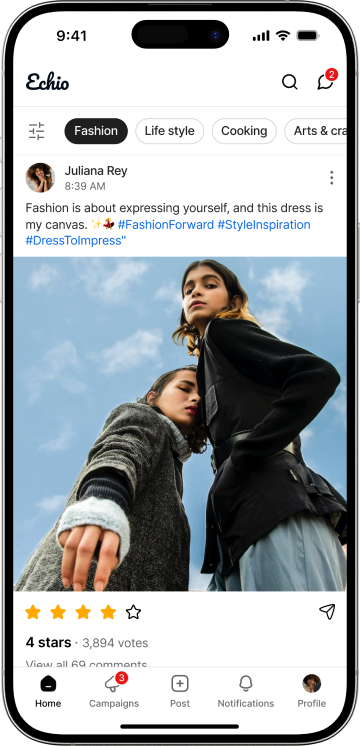 9:41
Echio
2
Fashion
Life style
Cooking
Arts & cra
Juliana Rey
8:39 AM
Fashion is about expressing yourself, and this dress is
my canvas. ✨💃 #FashionForward #StyleInspiration
#DressToImpress"
4 stars · 3,894 votes
View all 69 comments
3
Home
Campaigns
Post
Notifications
Profile